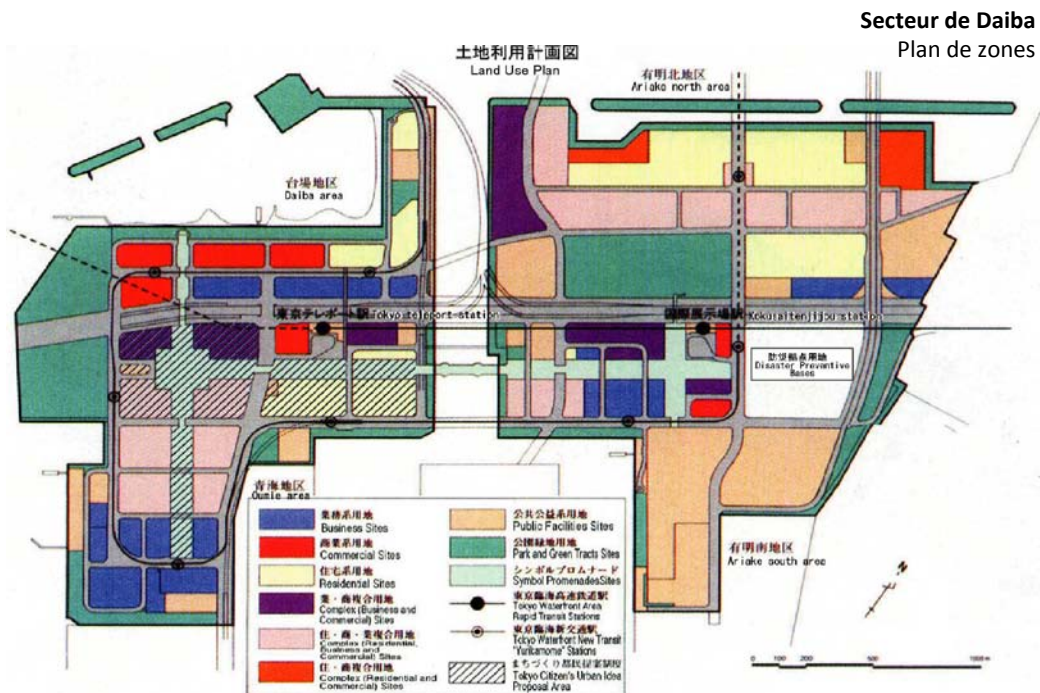 Secteur de Daiba
Plan de zones
土地利用計画図
Land Use Plan
有明北地区
Ariake north area
台場地区
Daiba area
東京テレポート駅
Tokyo teleport station
国際展示場駅
Kokusaitenjijou station
防災拠点用地
Disaster Preventive
Bases
青海地区
Oumie area
有明南地区
Ariake south area
業務系用地
Business Sites
商業系用地
Commercial Sites
住宅系用地
Residential Sites
業・商複合用地
Complex (Business and
Commercial) Sites
住・商・業複合用地
Complex (Residential,
Business and
Commercial) Sites
住・商複合用地
Complex (Residential and
Commercial) Sites
公共公益系用地
Public Facilities Sites
公園緑地用地
Park and Green Tracts Sites
シンボルプロムナード
Symbol Promenades Sites
東京臨海高速鉄道駅
Tokyo Waterfront Area
Rapid Transit Stations
東京臨海新交通駅
Tokyo Waterfront New Transit
"Yurikamome" Stations
まちづくり都民提案制度
Tokyo Citizen's Urban Idea
Proposal Area
N
0 100 200 500 1000m